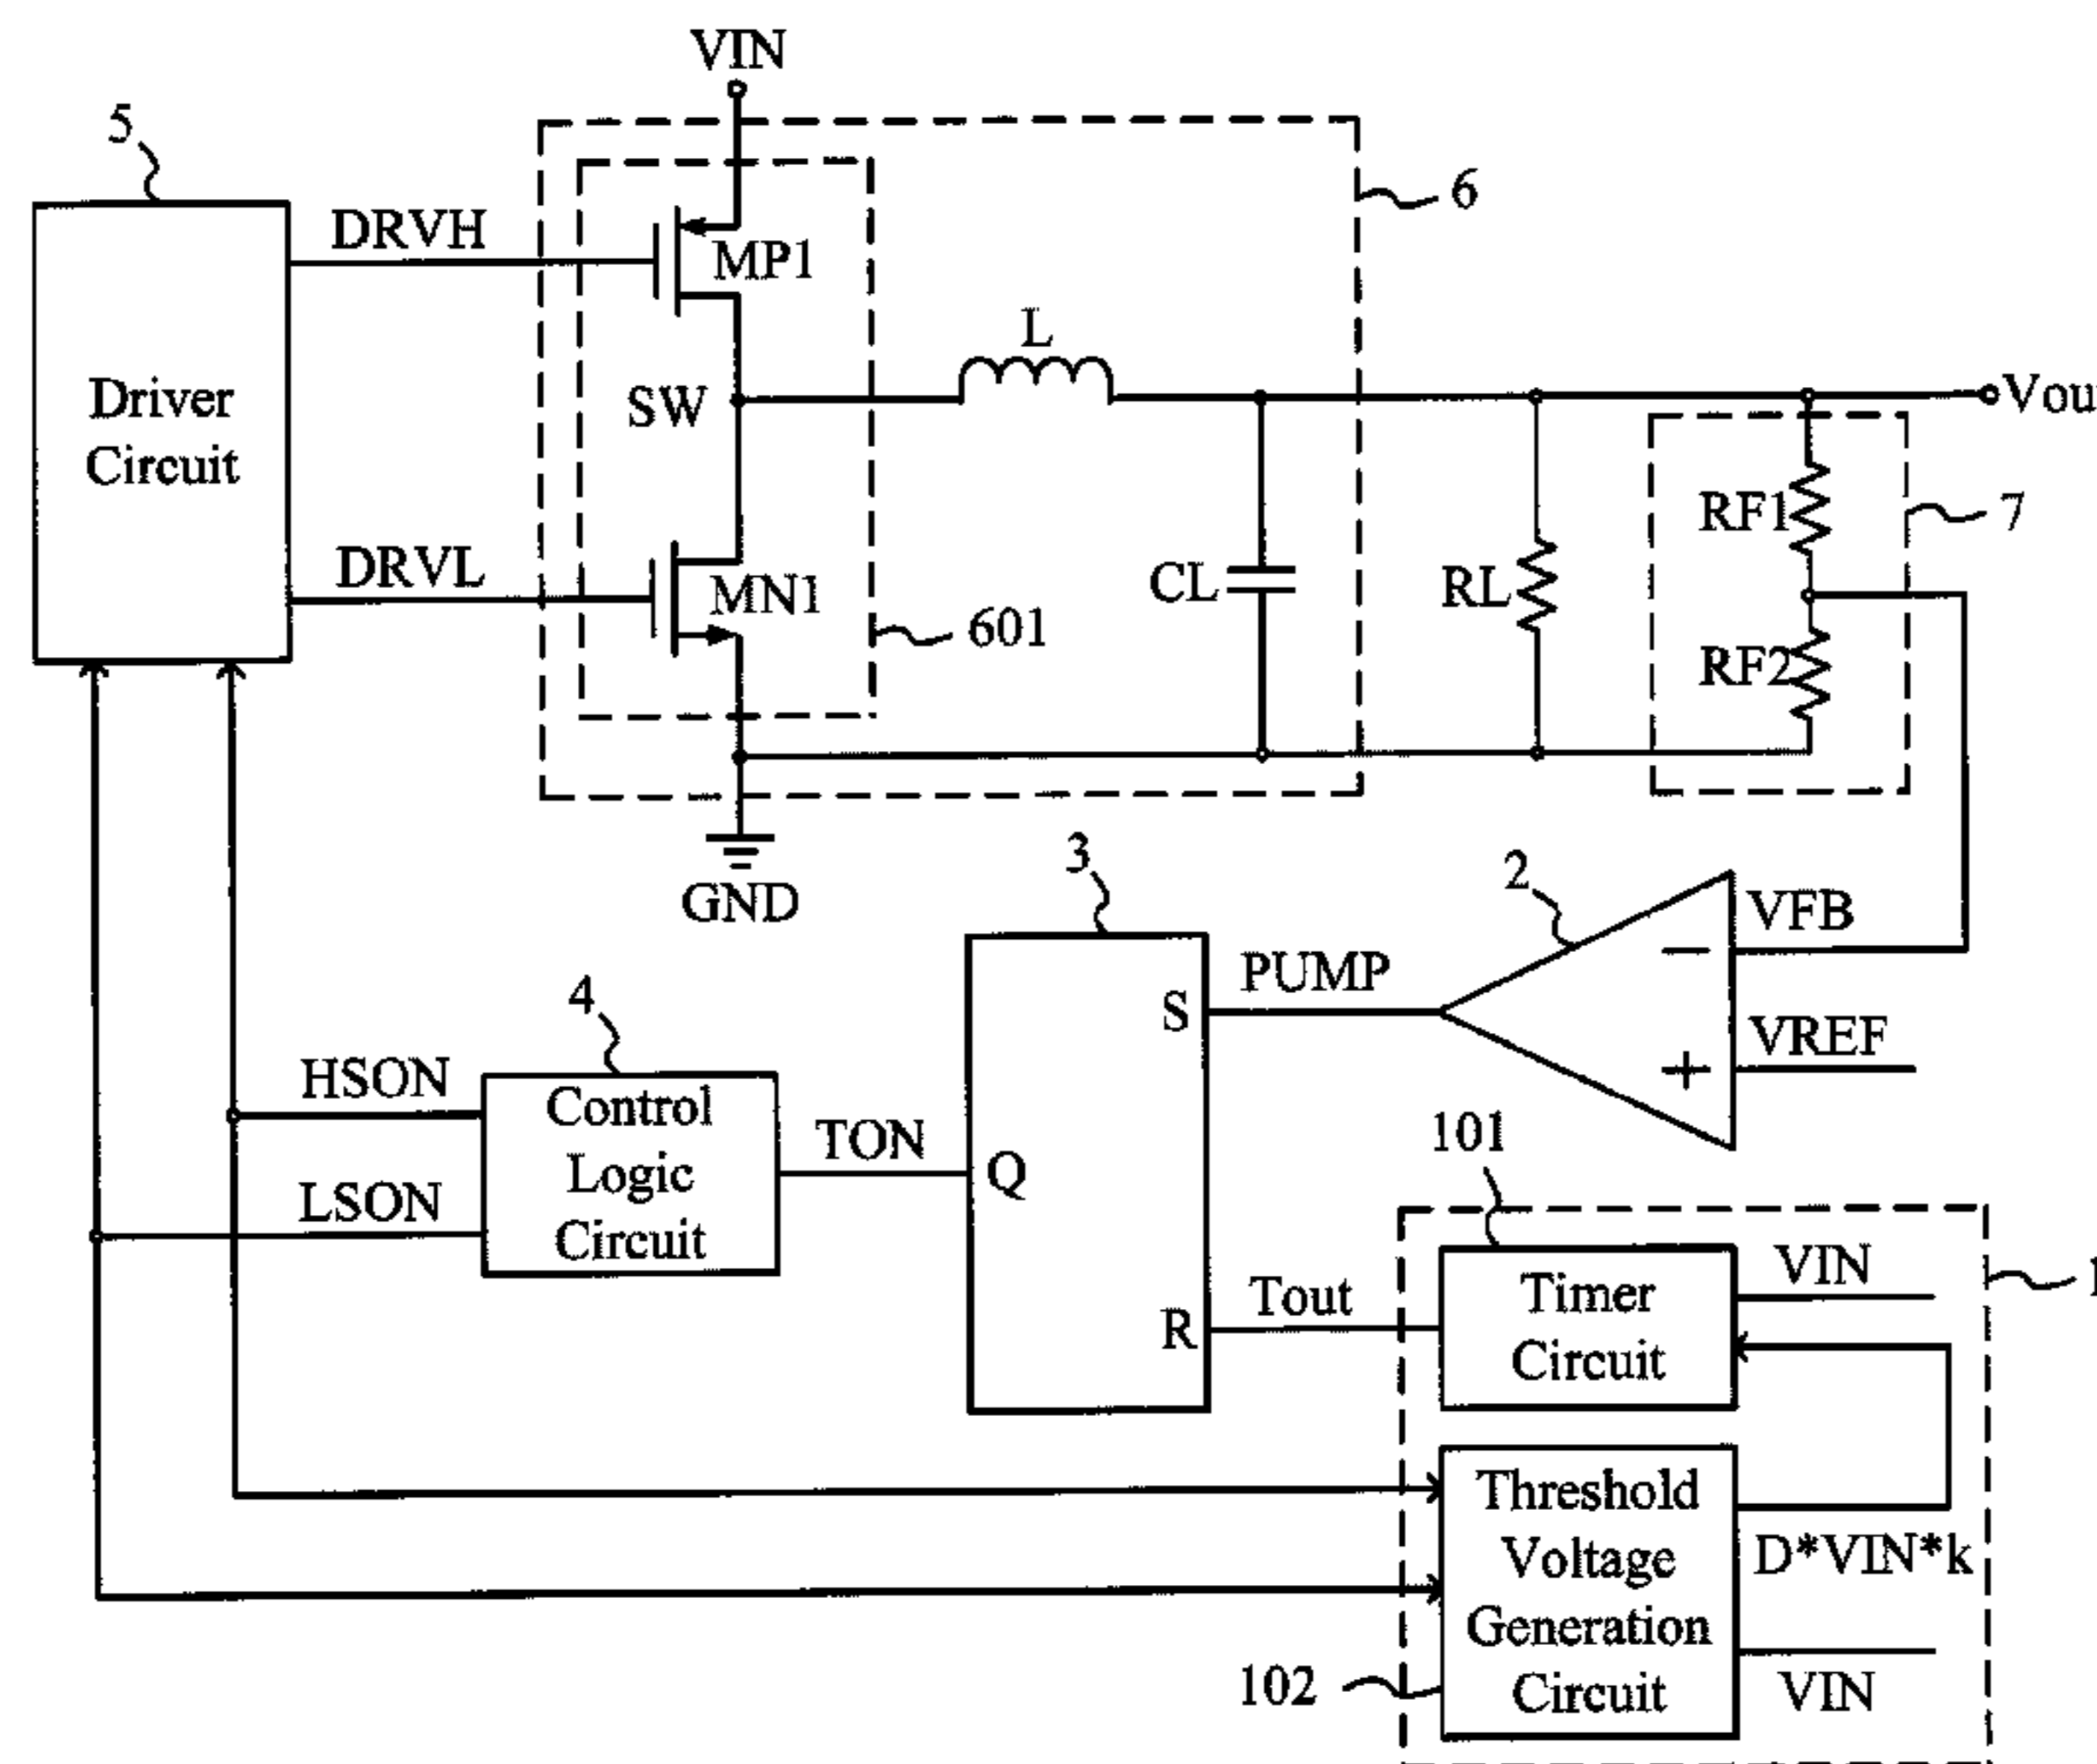 VIN
5
6
DRVH
MP1
L
Driver
Circuit
SW
Vou
RF1
7
DRVL
MN1
CL
RL
601
RF2
GND
3
2
VFB
PUMP
S
−
4
VREF
+
HSON
Control
Logic
Circuit
TON
Q
101
LSON
VIN
1
Tout
R
Timer
Circuit
Threshold
Voltage
Generation
Circuit
D*VIN*k
102
VIN